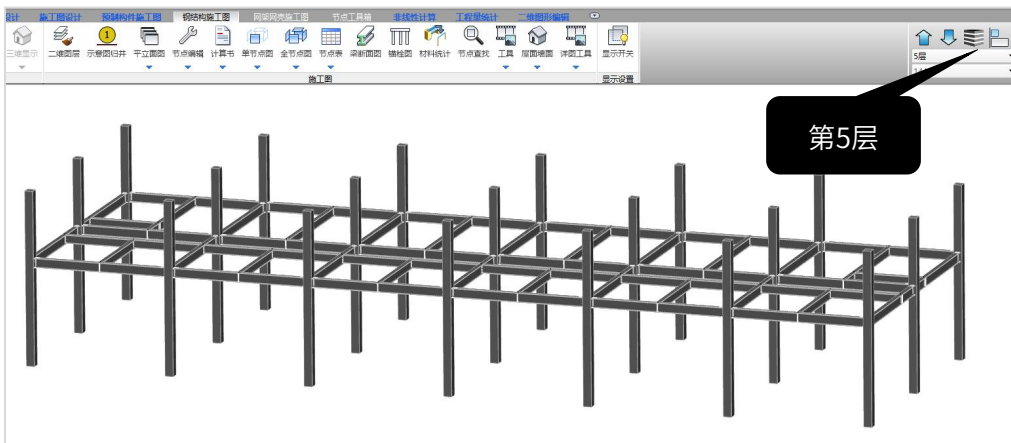 设计 施工图设计 预制构件施工图 钢结构施工图 网架网壳施工图 节点工具箱 非线性计算 工程量统计 二维图形编辑
三维显示 二维图层 示意图归并 平立面图 节点编辑 计算书 单节点图 全节点图 节点表 梁断面图 锚栓图 材料统计 节点查找 工具 屋面墙面 详图工具 显示开关
5层
施工图 显示设置
第5层